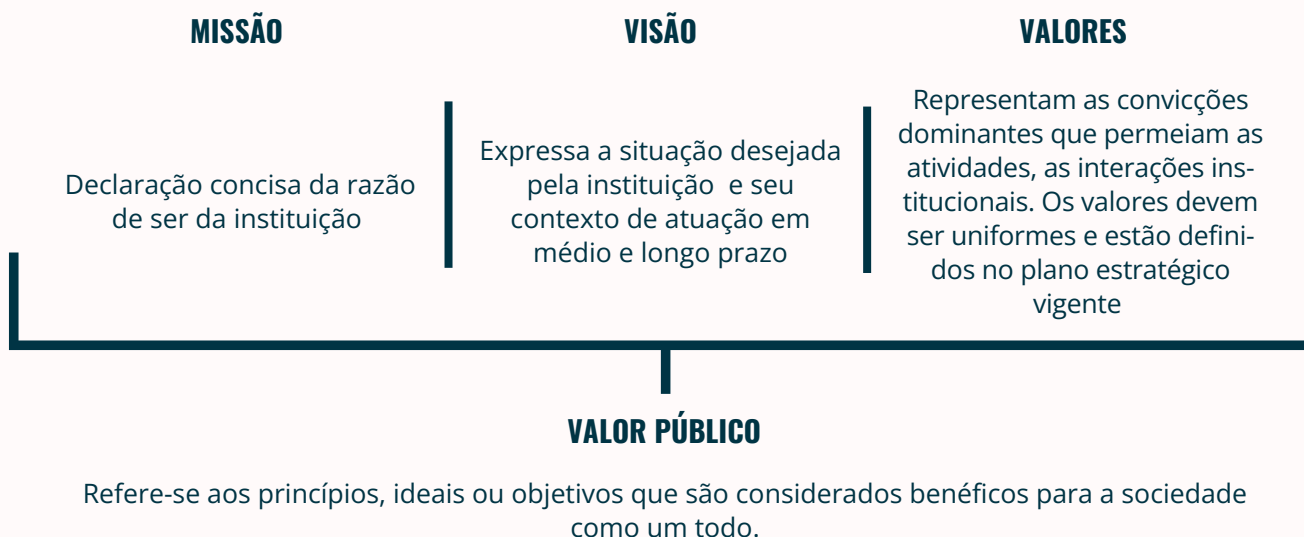 MISSÃO
Declaração concisa da razão
de ser da instituição
VISÃO
Expressa a situação desejada
pela instituição e seu
contexto de atuação em
médio e longo prazo
VALORES
Representam as convicções
dominantes que permeiam as
atividades, as interações ins-
titucionais. Os valores devem
ser uniformes e estão defini-
dos no plano estratégico
vigente
VALOR PÚBLICO
Refere-se aos princípios, ideais ou objetivos que são considerados benéficos para a sociedade
como um todo.